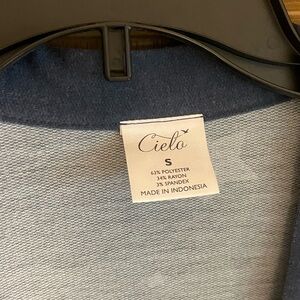 Cielo
S
63% POLYESTER
34% RAYON
3% SPANDEX
MADE IN INDONESIA